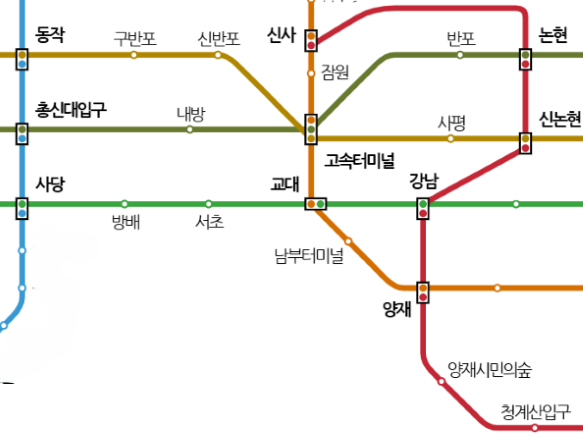 동작
구반포
신반포
신사
반포
논현
잠원
총신대입구
내방
사평
신논현
고속터미널
사당
교대
강남
방배
서초
남부터미널
양재
양재시민의숲
청계산입구